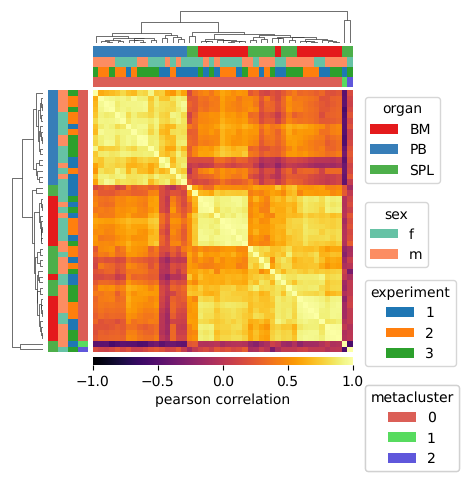 organ
BM
PB
SPL
sex
f
m
experiment
1
2
3
−1.0 −0.5 0.0 0.5 1.0
pearson correlation
metacluster
0
1
2